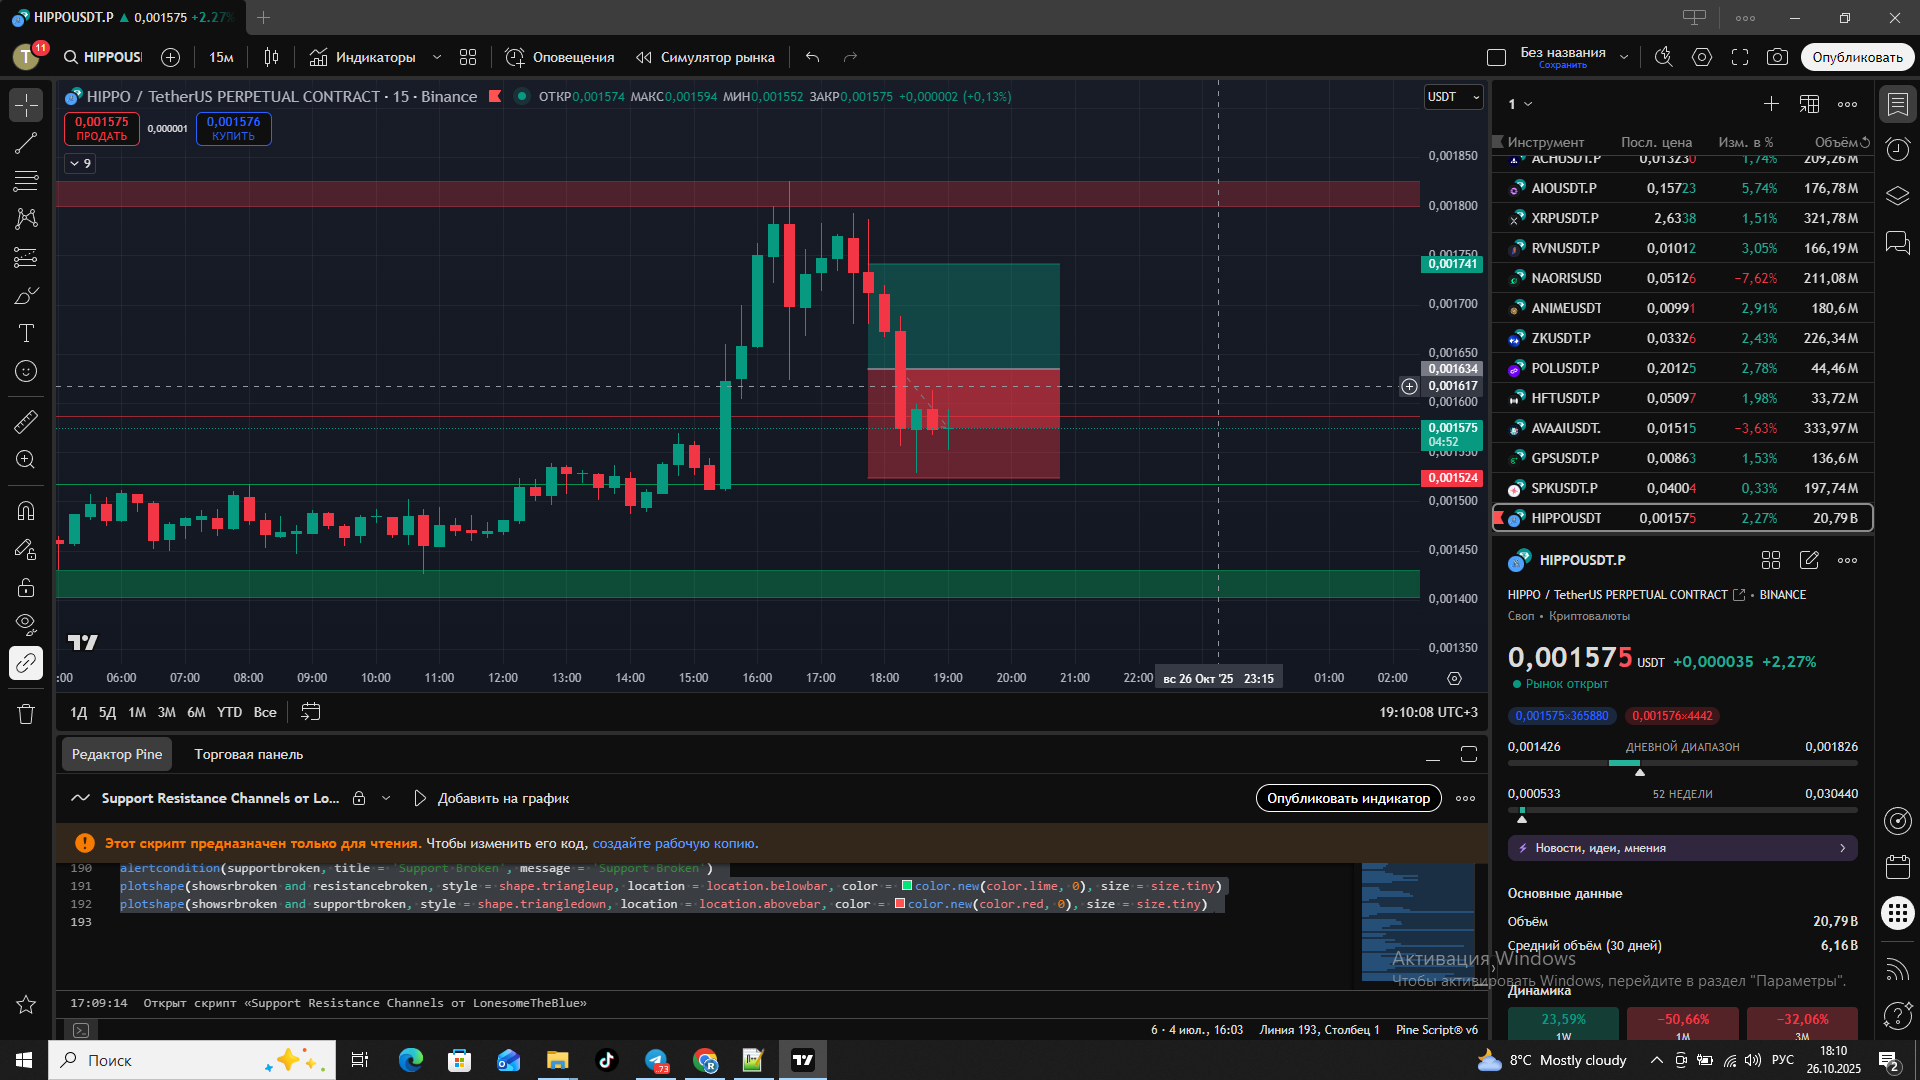 HIPPOUSDT.P ▲ 0,001575 +2.27%
T 11
HIPPOUSI
15м
Индикаторы
Оповещения
Симулятор рынка
Без названия
Сохранить
Опубликовать
HIPPO / TetherUS PERPETUAL CONTRACT · 15 · Binance
ОТКР0,001574 МАКС0,001594 МИН0,001552 ЗАКР0,001575 +0,000002 (+0,13%)
USDT
0,001575
ПРОДАТЬ
0,000001
0,001576
КУПИТЬ
9
0,001850
0,001800
0,001750
0,001741
0,001700
0,001650
0,001634
0,001617
0,001600
0,001575
04:52
0,001550
0,001524
0,001500
0,001450
0,001400
0,001350
:00 06:00 07:00 08:00 09:00 10:00 11:00 12:00 13:00 14:00 15:00 16:00 17:00 18:00 19:00 20:00 21:00 22:00 вс 26 Окт '25 23:15 01:00 02:00
1Д 5Д 1М 3М 6М YTD Все
19:10:08 UTC+3
Редактор Pine
Торговая панель
Support Resistance Channels от Lo...
Добавить на график
Опубликовать индикатор
Этот скрипт предназначен только для чтения. Чтобы изменить его код, создайте рабочую копию.
190 alertcondition(supportbroken, title = 'Support Broken', message = 'Support Broken')
191 plotshape(showsrbroken and resistancebroken, style = shape.triangleup, location = location.belowbar, color = color.new(color.lime, 0), size = size.tiny)
192 plotshape(showsrbroken and supportbroken, style = shape.triangledown, location = location.abovebar, color = color.new(color.red, 0), size = size.tiny)
193
17:09:14 Открыт скрипт «Support Resistance Channels от LonesomeTheBlue»
6 · 4 июл., 16:03 Линия 193, Столбец 1 Pine Script® v6
1
Инструмент Посл. цена Изм. в % Объём
ACHUSDT.P 0,013230 1,74% 209,26 M
AIOUSDT.P 0,15723 5,74% 176,78 M
XRPUSDT.P 2,6338 1,51% 321,78 M
RVNUSDT.P 0,01012 3,05% 166,19 M
NAORISUSD 0,05126 −7,62% 211,08 M
ANIMEUSDT 0,00991 2,91% 180,6 M
ZKUSDT.P 0,03326 2,43% 226,34 M
POLUSDT.P 0,20125 2,78% 44,46 M
HFTUSDT.P 0,05097 1,98% 33,72 M
AVAAIUSDT. 0,01515 −3,63% 333,97 M
GPSUSDT.P 0,00863 1,53% 136,6 M
SPKUSDT.P 0,04004 0,33% 197,74 M
HIPPOUSDT 0,001575 2,27% 20,79 B
HIPPOUSDT.P
HIPPO / TetherUS PERPETUAL CONTRACT • BINANCE
Своп • Криптовалюты
0,001575 USDT +0,000035 +2,27%
Рынок открыт
0,001575×365880 0,001576×4442
0,001426 ДНЕВНОЙ ДИАПАЗОН 0,001826
0,000533 52 НЕДЕЛИ 0,030440
Новости, идеи, мнения
Основные данные
Объём 20,79 B
Средний объём (30 дней) 6,16 B
Динамика
23,59% −50,66% −32,06%
1W 1M 3M
Активация Windows
Чтобы активировать Windows, перейдите в раздел "Параметры".
Поиск
73
8°C Mostly cloudy
РУС
18:10
26.10.2025
2